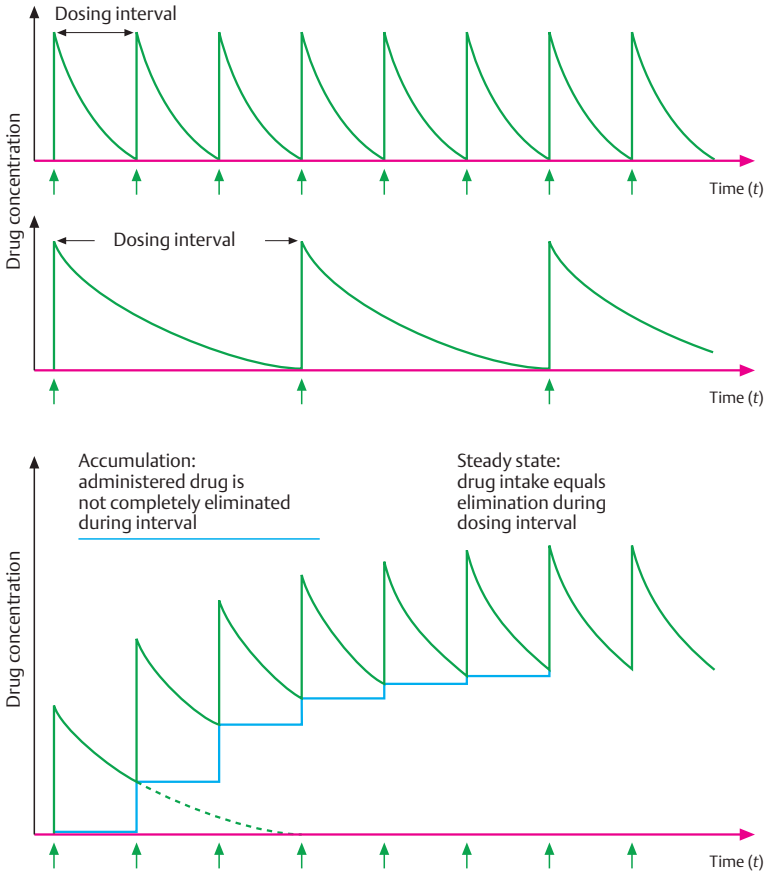 Dosing interval
Drug concentration
Time (t)
Dosing interval
Time (t)
Accumulation:
administered drug is
not completely eliminated
during interval
Steady state:
drug intake equals
elimination during
dosing interval
Drug concentration
Time (t)